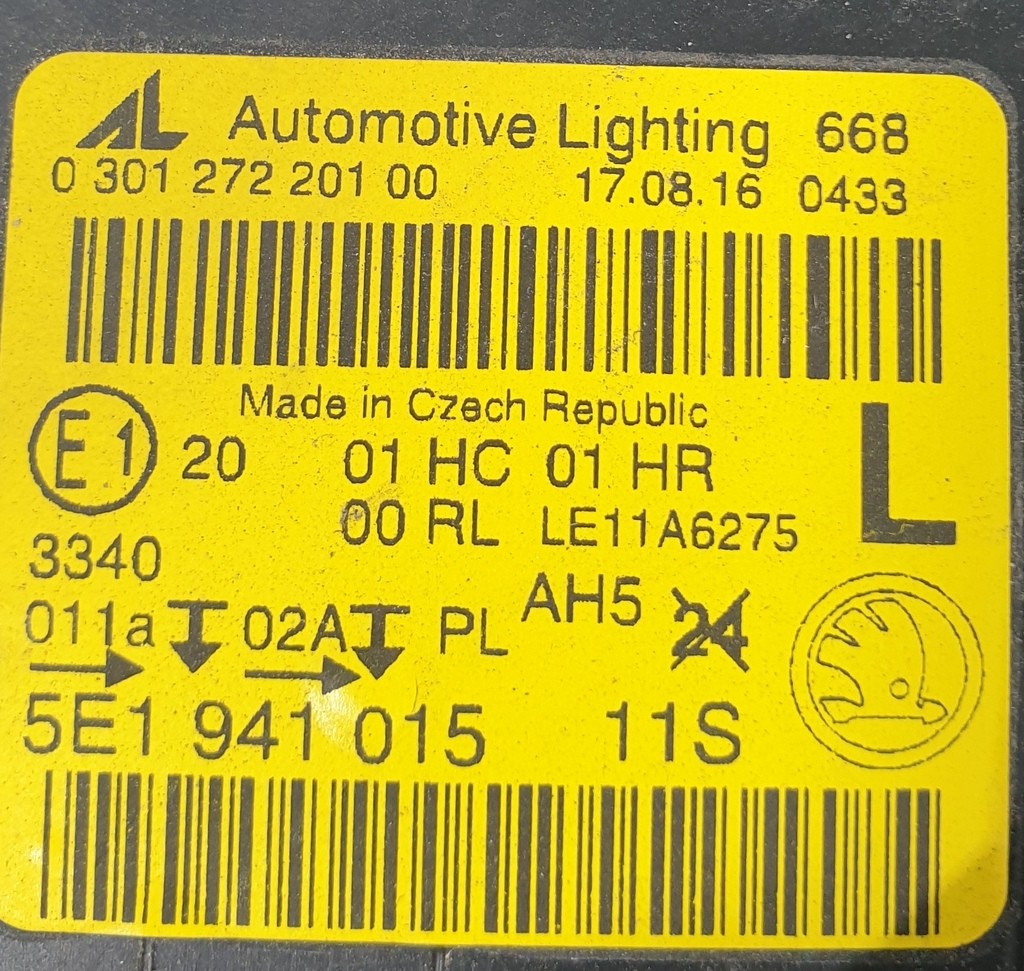 AL Automotive Lighting 668
0 301 272 201 00 17.08.16 0433
Made in Czech Republic
E1 20 01 HC 01 HR L
00 RL LE11A6275
3340
011a 02A PL AH5 24
5E1 941 015 11S